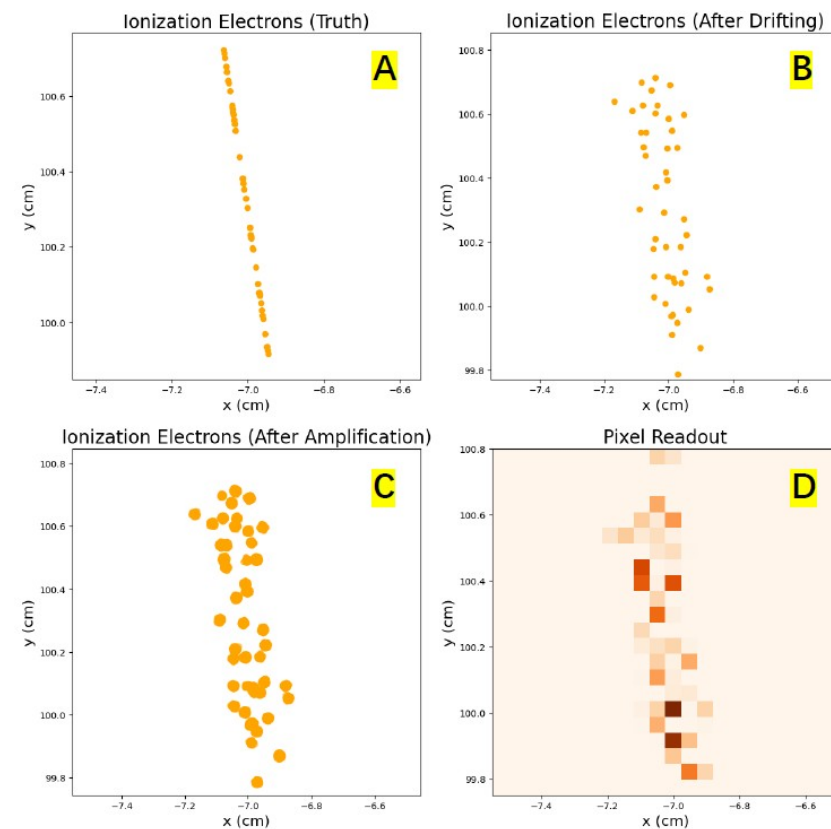 Ionization Electrons (Truth)
A
y (cm)
100.6
100.4
100.2
100.0
−7.4 −7.2 −7.0 −6.8 −6.6
x (cm)
Ionization Electrons (After Drifting)
B
y (cm)
100.8
100.6
100.4
100.2
100.0
99.8
−7.4 −7.2 −7.0 −6.8 −6.6
x (cm)
Ionization Electrons (After Amplification)
C
y (cm)
100.8
100.6
100.4
100.2
100.0
99.8
−7.4 −7.2 −7.0 −6.8 −6.6
x (cm)
Pixel Readout
D
y (cm)
100.8
100.6
100.4
100.2
100.0
99.8
−7.4 −7.2 −7.0 −6.8 −6.6
x (cm)